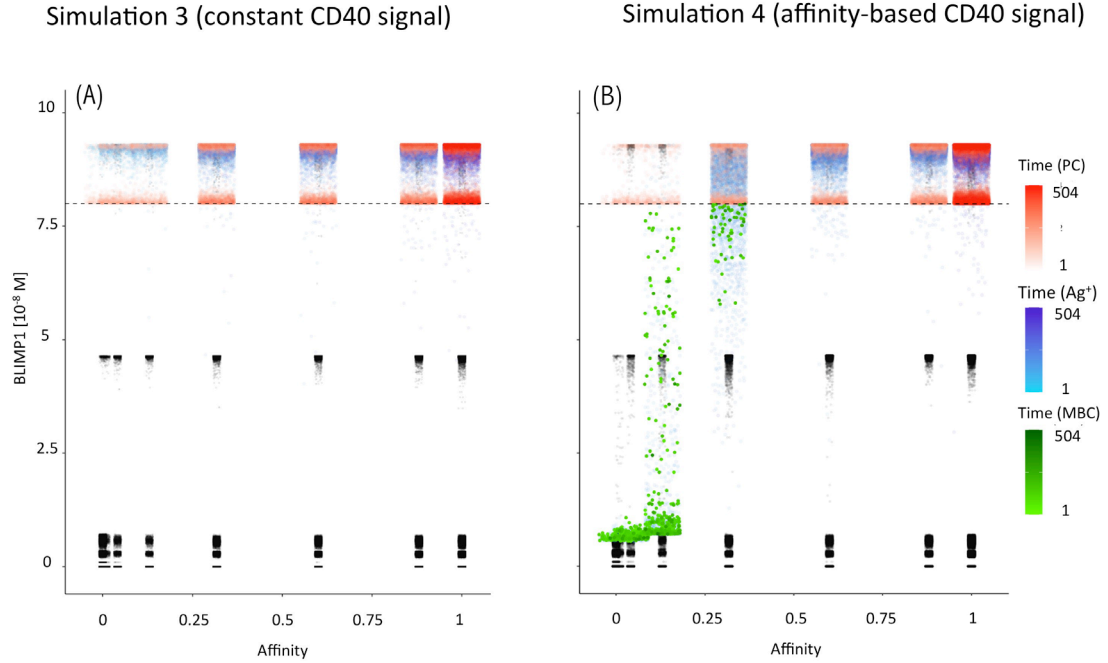 Simulation 3 (constant CD40 signal)
Simulation 4 (affinity-based CD40 signal)
(A)
(B)
BLIMP1 [10⁻⁸ M]
10
7.5
5
2.5
0
0
0.25
0.5
0.75
1
Affinity
0
0.25
0.5
0.75
1
Affinity
Time (PC)
504
1
Time (Ag⁺)
504
1
Time (MBC)
504
1